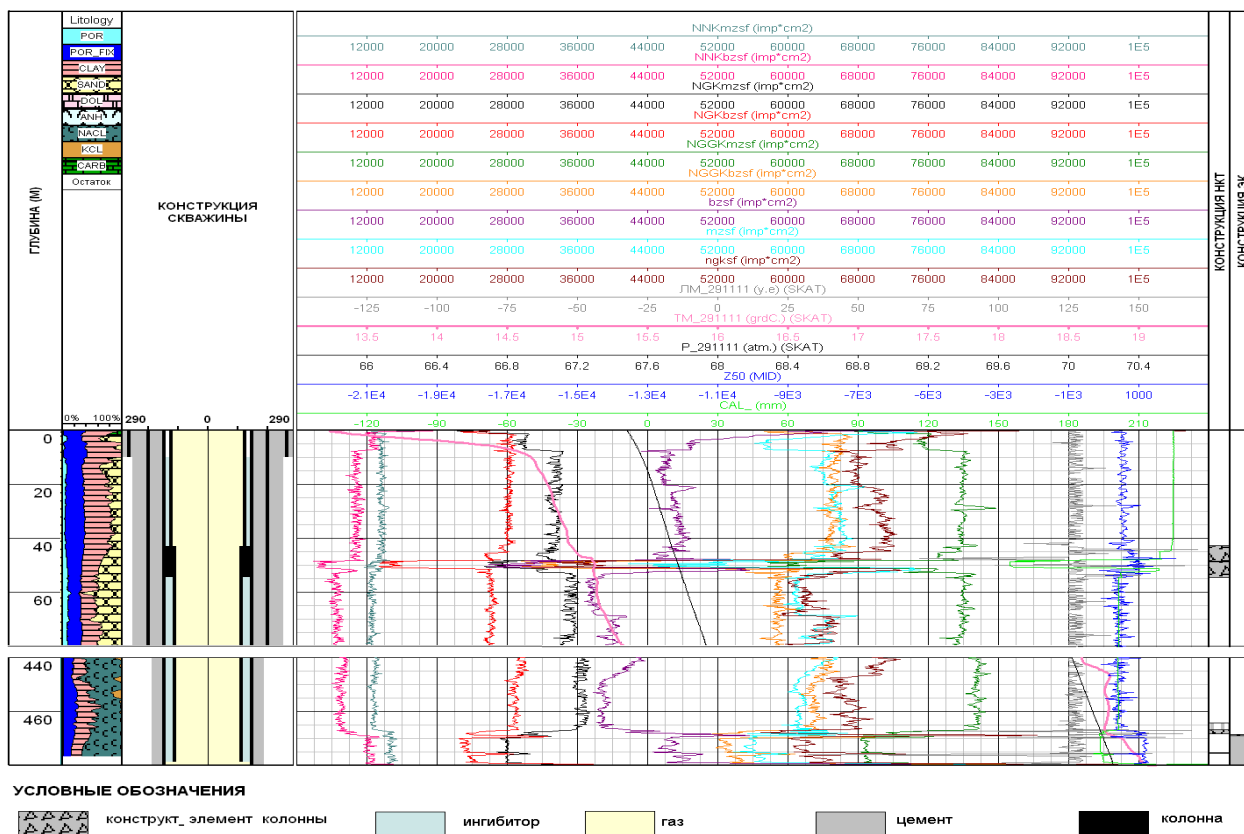 Litology
POR
POR_FIX
CLAY
SAND
DOL
ANH
NACL
KCL
CARB
Остаток
0% 100%
ГЛУБИНА (М)
КОНСТРУКЦИЯ
СКВАЖИНЫ
290 0 290
NNKmzsf (imp*cm2)
12000 20000 28000 36000 44000 52000 60000 68000 76000 84000 92000 1E5
NNKbzsf (imp*cm2)
12000 20000 28000 36000 44000 52000 60000 68000 76000 84000 92000 1E5
NGKmzsf (imp*cm2)
12000 20000 28000 36000 44000 52000 60000 68000 76000 84000 92000 1E5
NGKbzsf (imp*cm2)
12000 20000 28000 36000 44000 52000 60000 68000 76000 84000 92000 1E5
NGGKmzsf (imp*cm2)
12000 20000 28000 36000 44000 52000 60000 68000 76000 84000 92000 1E5
NGGKbzsf (imp*cm2)
12000 20000 28000 36000 44000 52000 60000 68000 76000 84000 92000 1E5
bzsf (imp*cm2)
12000 20000 28000 36000 44000 52000 60000 68000 76000 84000 92000 1E5
mzsf (imp*cm2)
12000 20000 28000 36000 44000 52000 60000 68000 76000 84000 92000 1E5
ngksf (imp*cm2)
12000 20000 28000 36000 44000 52000 60000 68000 76000 84000 92000 1E5
ЛМ_291111 (у.е) (SKAT)
-125 -100 -75 -50 -25 0 25 50 75 100 125 150
TM_291111 (grdC.) (SKAT)
13.5 14 14.5 15 15.5 16 16.5 17 17.5 18 18.5 19
P_291111 (atm.) (SKAT)
66 66.4 66.8 67.2 67.6 68 68.4 68.8 69.2 69.6 70 70.4
Z50 (MID)
-2.1E4 -1.9E4 -1.7E4 -1.5E4 -1.3E4 -1.1E4 -9E3 -7E3 -5E3 -3E3 -1E3 1000
CAL_ (mm)
-120 -90 -60 -30 0 30 60 90 120 150 180 210
КОНСТРУКЦИЯ НКТ
КОНСТРУКЦИЯ ЭК
0
20
40
60
440
460
УСЛОВНЫЕ ОБОЗНАЧЕНИЯ
конструкт_ элемент колонны ингибитор газ цемент колонна